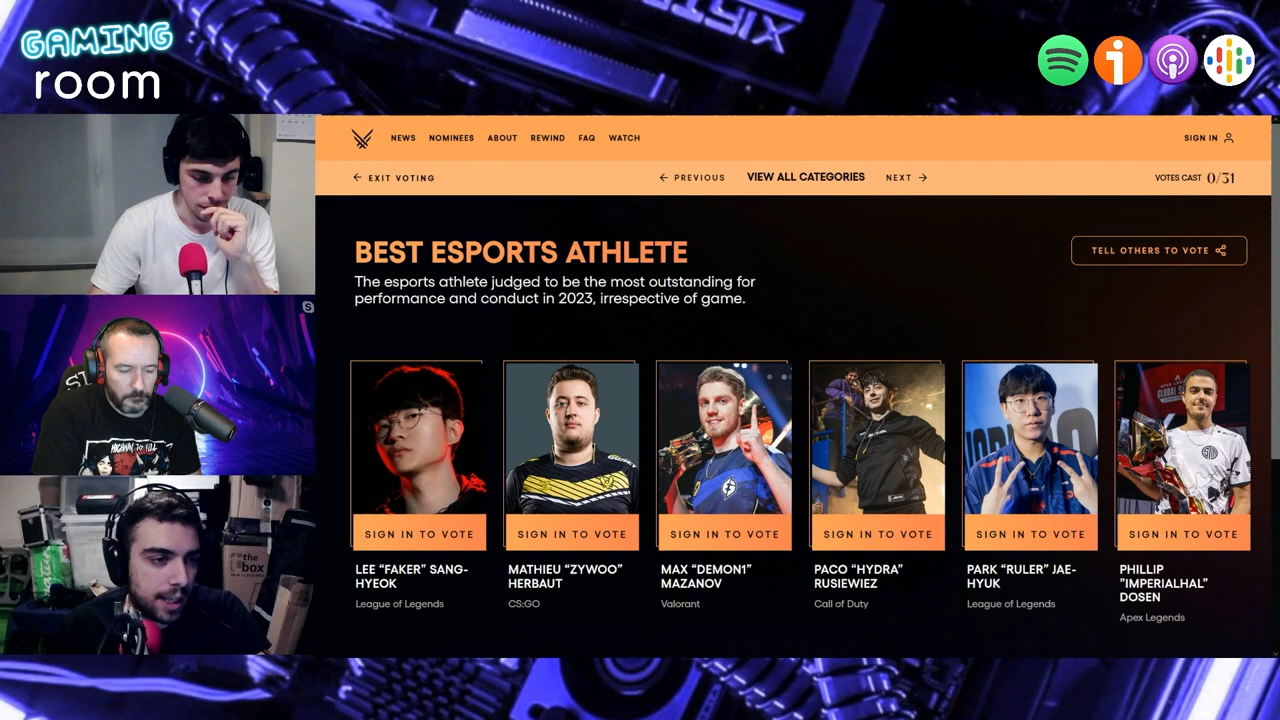 GAMING
room
NEWS NOMINEES ABOUT REWIND FAQ WATCH SIGN IN
EXIT VOTING PREVIOUS VIEW ALL CATEGORIES NEXT VOTES CAST 0/31
BEST ESPORTS ATHLETE
TELL OTHERS TO VOTE
The esports athlete judged to be the most outstanding for
performance and conduct in 2023, irrespective of game.
SIGN IN TO VOTE SIGN IN TO VOTE SIGN IN TO VOTE SIGN IN TO VOTE SIGN IN TO VOTE SIGN IN TO VOTE
LEE “FAKER” SANG-
HYEOK
League of Legends
MATHIEU “ZYWOO”
HERBAUT
CS:GO
MAX “DEMON1”
MAZANOV
Valorant
PACO “HYDRA”
RUSIEWIEZ
Call of Duty
PARK “RULER” JAE-
HYUK
League of Legends
PHILLIP
"IMPERIALHAL”
DOSEN
Apex Legends
HIGHWAY TO HELL
the
box